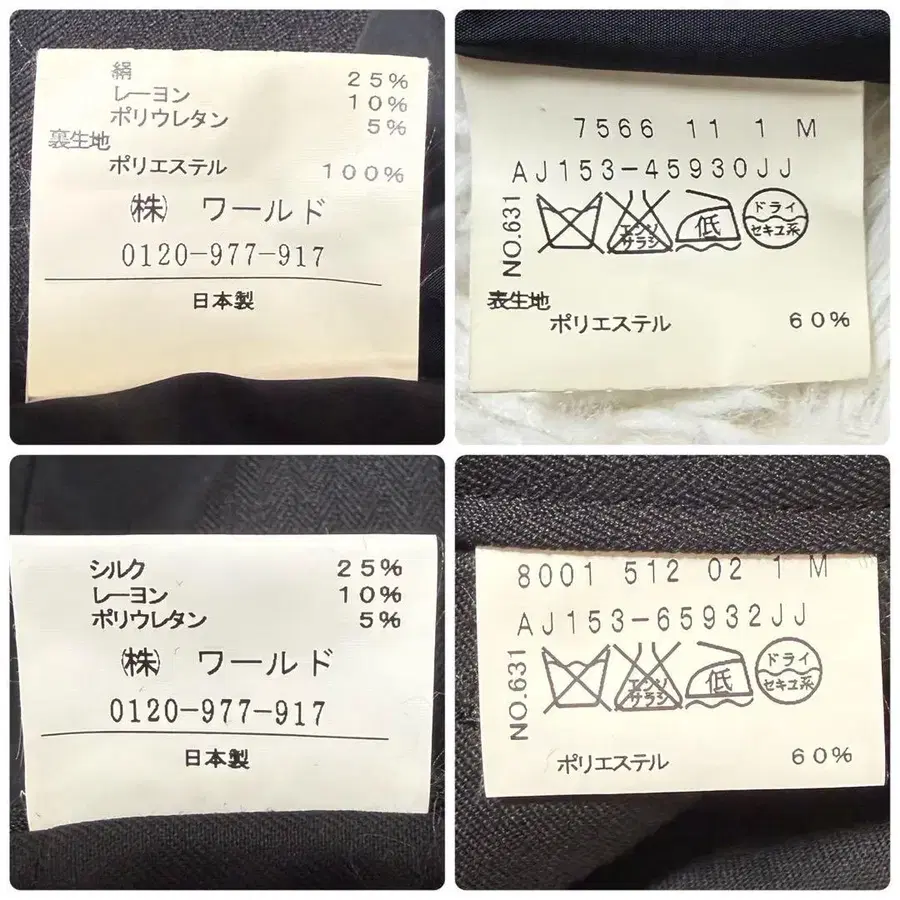 絹 25%
レーヨン 10%
ポリウレタン 5%
裏生地
ポリエステル 100%
㈱ ワールド
0120-977-917
日本製
7566 11 1 M
AJ153-45930JJ
NO.631
エンソ
サラシ
低
ドライ
セキユ系
表生地
ポリエステル 60%
シルク 25%
レーヨン 10%
ポリウレタン 5%
㈱ ワールド
0120-977-917
日本製
8001 512 02 1 M
AJ153-65932JJ
NO.631
エンソ
サラシ
低
ドライ
セキユ系
ポリエステル 60%